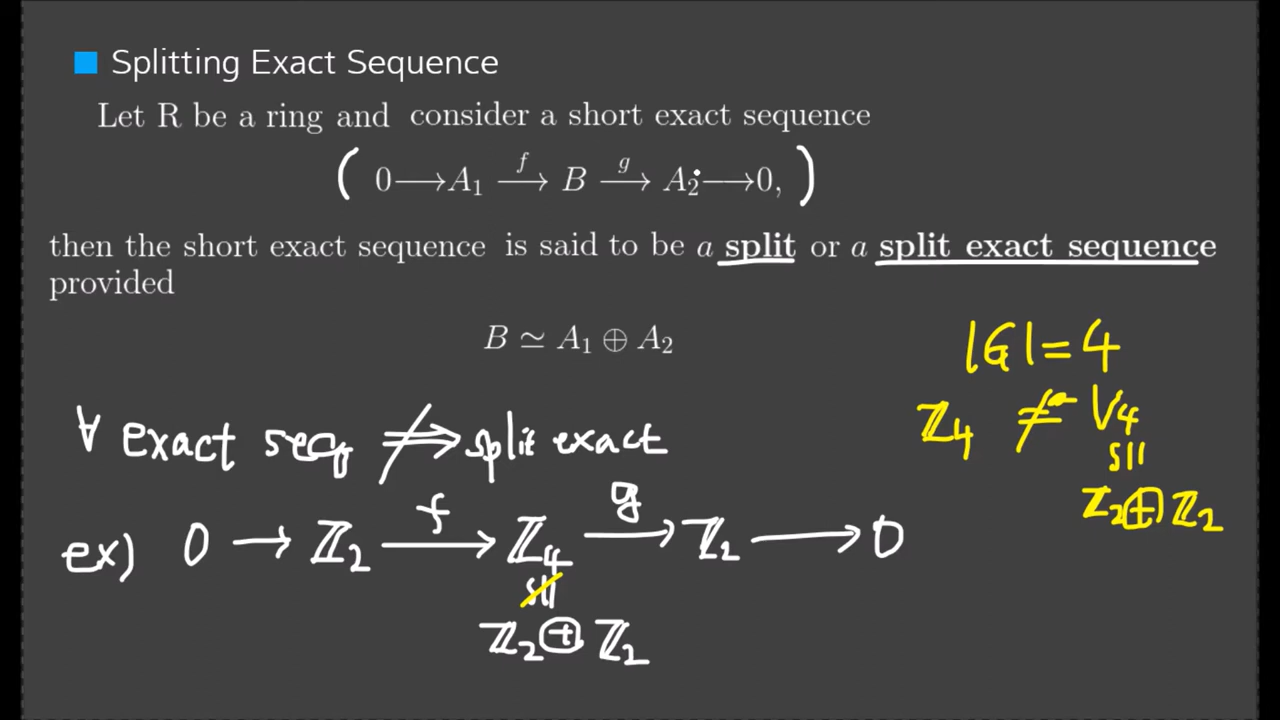 Splitting Exact Sequence
Let R be a ring and consider a short exact sequence
( 0 ⟶ A₁ ⟶ᶠ B ⟶ᵍ A₂ ⟶ 0, )
then the short exact sequence is said to be a split or a split exact sequence
provided
B ≃ A₁ ⊕ A₂
|G| = 4
ℤ₄ ≄ V₄
≅
ℤ₂ ⊕ ℤ₂
∀ exact seq ⇏ split exact
ex) 0 → ℤ₂ ⟶ᶠ ℤ₄ ⟶ᵍ ℤ₂ ⟶ 0
≇
ℤ₂ ⊕ ℤ₂